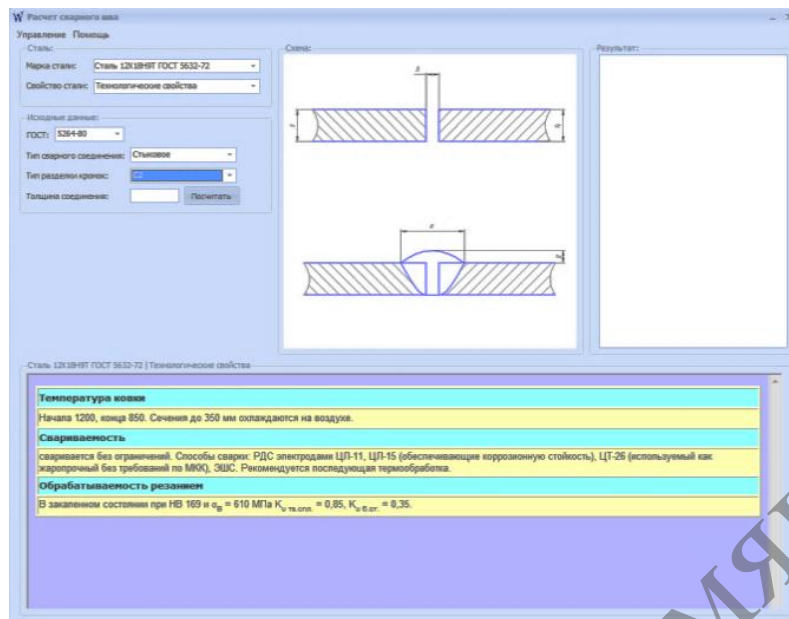 Расчет сварного шва
Управление Помощь
Сталь:
Марка стали: Сталь 12Х18Н9Т ГОСТ 5632-72
Свойство стали: Технологические свойства
Исходные данные:
ГОСТ: 5264-80
Тип сварного соединения: Стыковое
Тип разделки кромок: С2
Толщина соединения: Посчитать
Схема:
Результат:
Сталь 12Х18Н9Т ГОСТ 5632-72 | Технологические свойства
Температура ковки
Начала 1200, конца 850. Сечения до 350 мм охлаждаются на воздухе.
Свариваемость
сваривается без ограничений. Способы сварки: РДС электродами ЦЛ-11, ЦЛ-15 (обеспечивающие коррозионную стойкость), ЦТ-26 (используемый как
жаропрочный без требований по МКК), ЭШС. Рекомендуется последующая термообработка.
Обрабатываемость резанием
В закаленном состоянии при HB 169 и σB = 610 МПа Kυ тв.спл. = 0,85, Kυ б.ст. = 0,35.